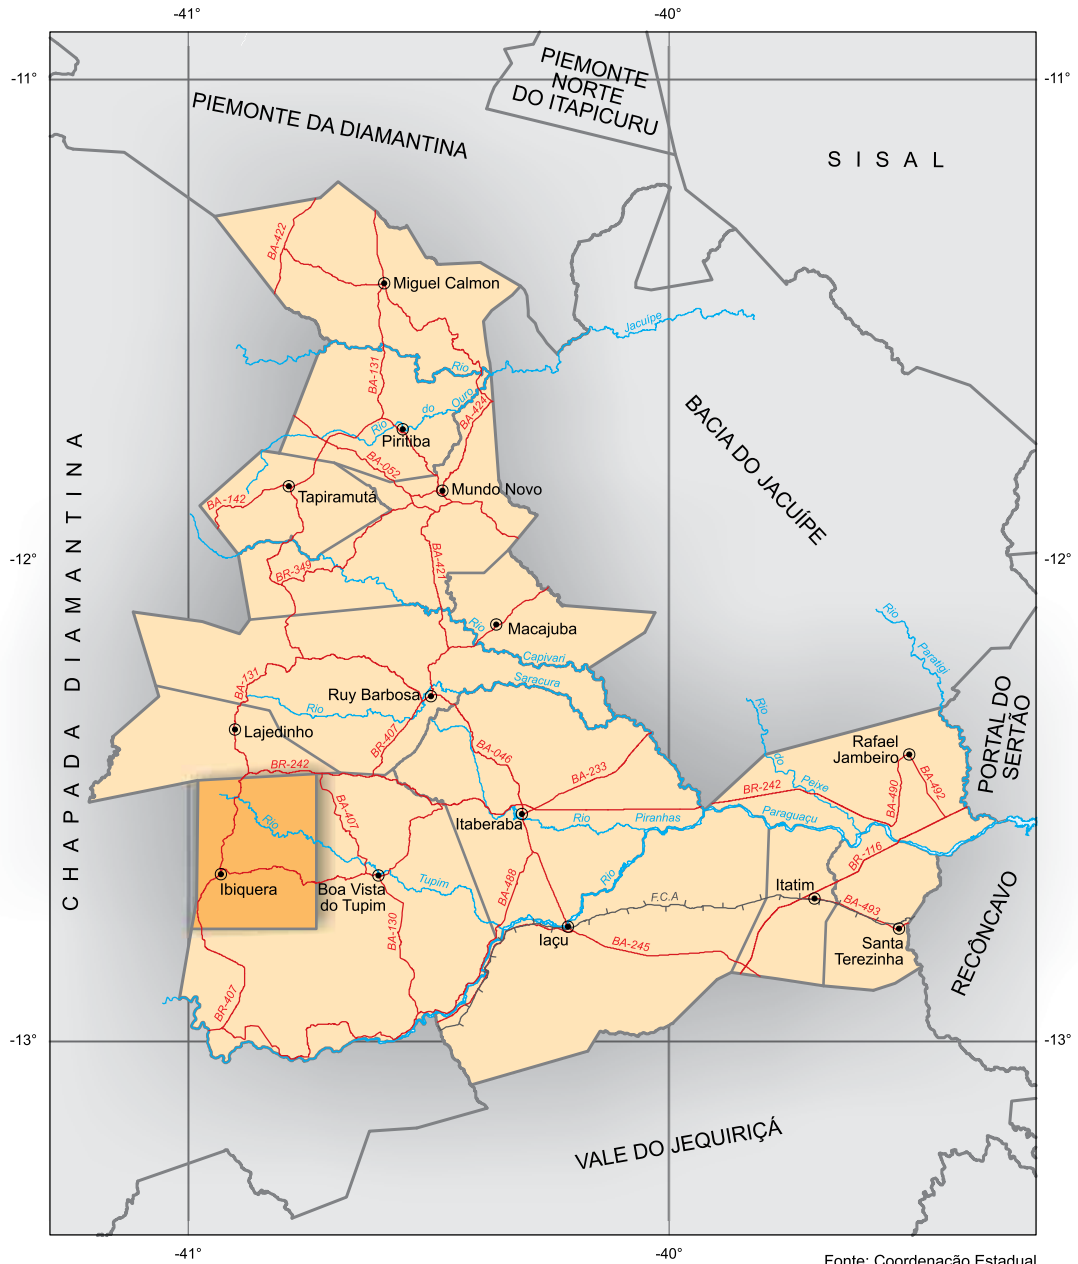 -41°
-40°
-11°
-11°
PIEMONTE
NORTE
DO ITAPICURU
PIEMONTE DA DIAMANTINA
SISAL
BA-422
Miguel Calmon
Jacuípe
BA-131
Rio
Rio
do
Ouro
BA-424
Piritiba
BA-052
BACIA DO JACUÍPE
CHAPADA DIAMANTINA
Tapiramutá
Mundo Novo
BA-142
-12°
-12°
BR-349
BA-421
Rio
Macajuba
Capivari
Saracura
Rio
Paratigi
BA-131
Ruy Barbosa
Rio
Lajedinho
BR-407
BA-046
BA-233
BR-242
Rio
do
Peixe
Rafael
Jambeiro
BR-242
BA-490
BA-492
PORTAL DO
SERTÃO
Paraguaçu
Rio
BA-407
Itaberaba
Rio
Piranhas
BR-116
Ibiquera
Boa Vista
do Tupim
Tupim
BA-488
Rio
F.C.A
Itatim
BA-493
BA-130
Iaçu
BA-245
Santa
Terezinha
RECÔNCAVO
BR-407
-13°
-13°
VALE DO JEQUIRIÇÁ
-41°
-40°
Fonte: Coordenação Estadual